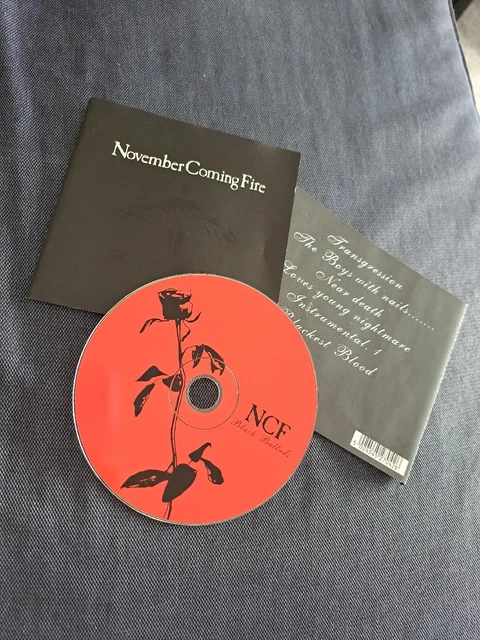 November Coming Fire
Transgression
The Boys with nails.......
Near death
Loves young nightmare
Instrumental. 1
Blackest Blood
NCF
Black Ballads